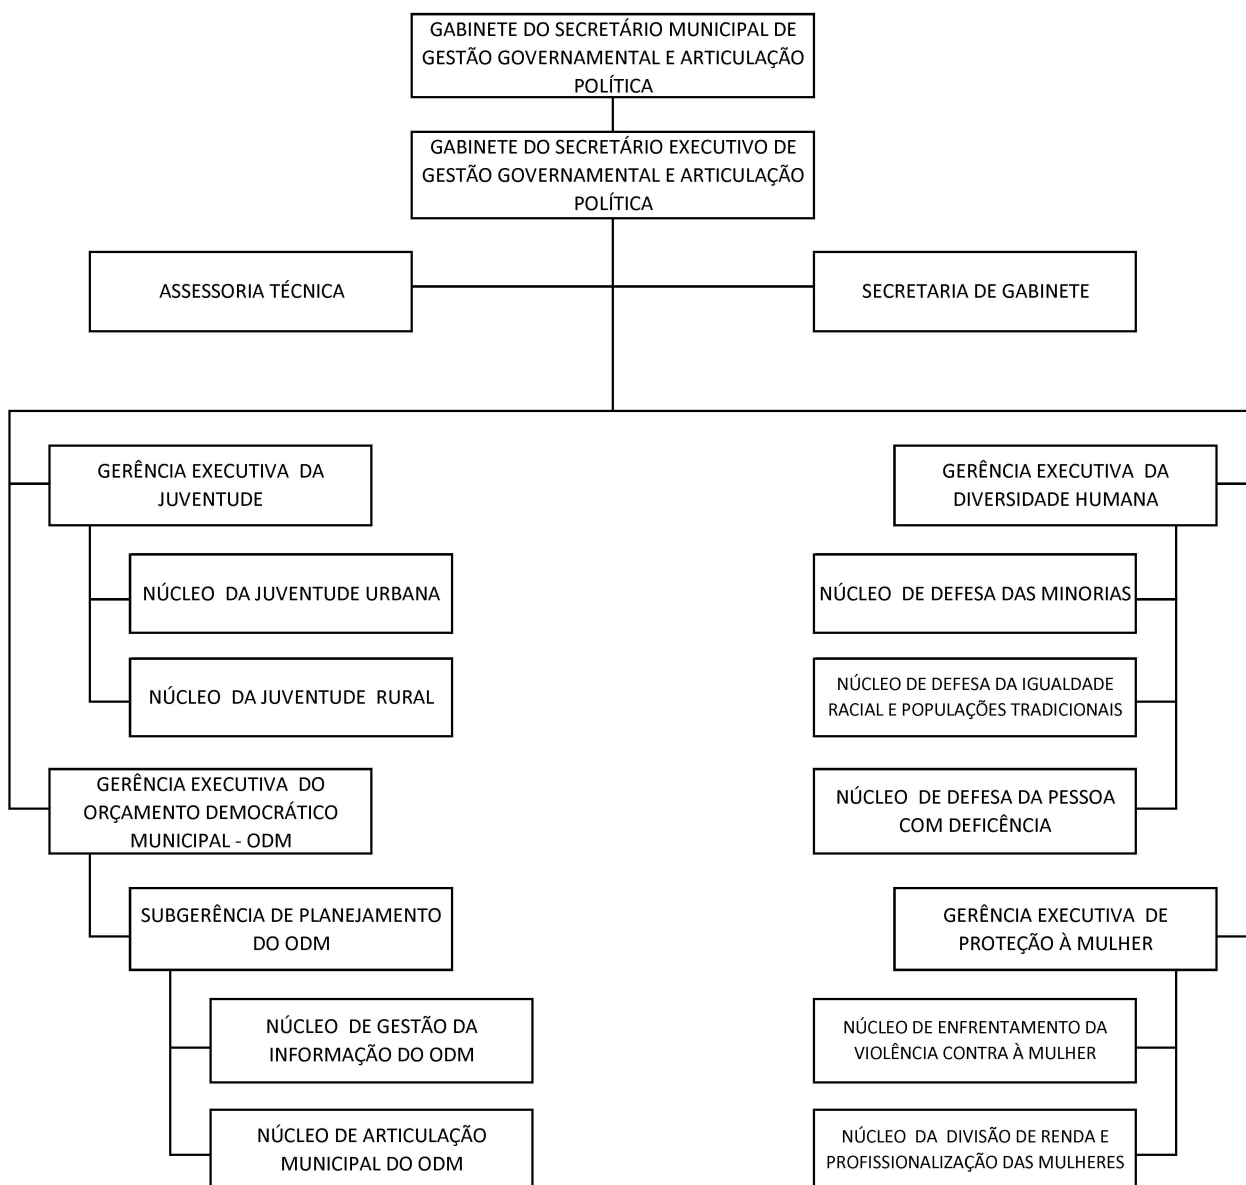 GABINETE DO SECRETÁRIO MUNICIPAL DE
GESTÃO GOVERNAMENTAL E ARTICULAÇÃO
POLÍTICA
GABINETE DO SECRETÁRIO EXECUTIVO DE
GESTÃO GOVERNAMENTAL E ARTICULAÇÃO
POLÍTICA
ASSESSORIA TÉCNICA
SECRETARIA DE GABINETE
GERÊNCIA EXECUTIVA DA
JUVENTUDE
NÚCLEO DA JUVENTUDE URBANA
NÚCLEO DA JUVENTUDE RURAL
GERÊNCIA EXECUTIVA DO
ORÇAMENTO DEMOCRÁTICO
MUNICIPAL - ODM
SUBGERÊNCIA DE PLANEJAMENTO
DO ODM
NÚCLEO DE GESTÃO DA
INFORMAÇÃO DO ODM
NÚCLEO DE ARTICULAÇÃO
MUNICIPAL DO ODM
GERÊNCIA EXECUTIVA DA
DIVERSIDADE HUMANA
NÚCLEO DE DEFESA DAS MINORIAS
NÚCLEO DE DEFESA DA IGUALDADE
RACIAL E POPULAÇÕES TRADICIONAIS
NÚCLEO DE DEFESA DA PESSOA
COM DEFICÊNCIA
GERÊNCIA EXECUTIVA DE
PROTEÇÃO À MULHER
NÚCLEO DE ENFRENTAMENTO DA
VIOLÊNCIA CONTRA À MULHER
NÚCLEO DA DIVISÃO DE RENDA E
PROFISSIONALIZAÇÃO DAS MULHERES